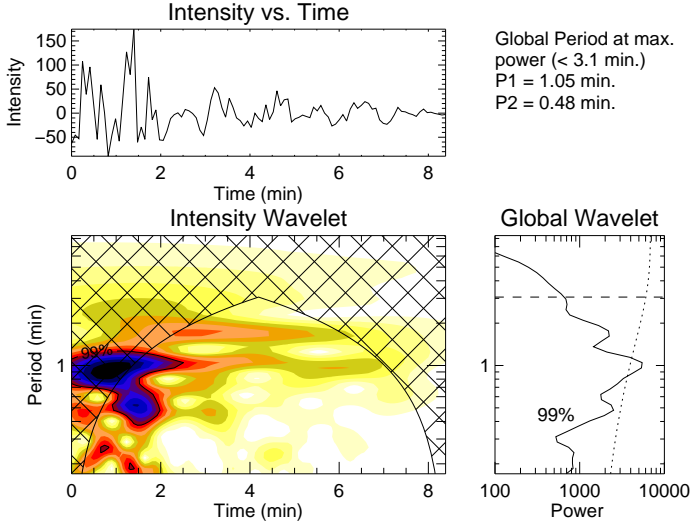 Intensity vs. Time
150
100
50
0
−50
Intensity
0 2 4 6 8
Time (min)
Global Period at max.
power (< 3.1 min.)
P1 = 1.05 min.
P2 = 0.48 min.
Intensity Wavelet
99%
1
Period (min)
0 2 4 6 8
Time (min)
Global Wavelet
1
99%
100 1000 10000
Power